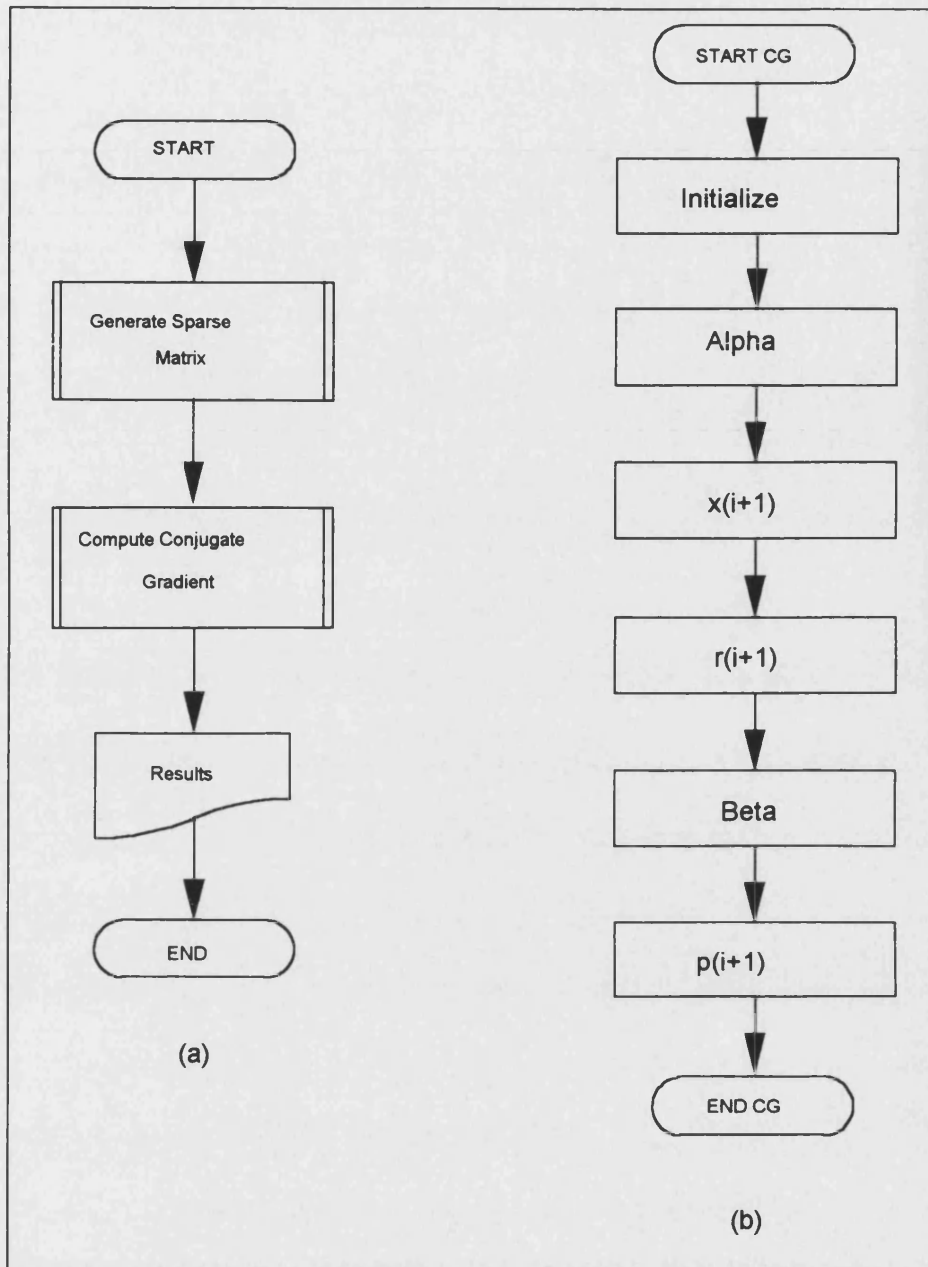 START
Generate Sparse
Matrix
Compute Conjugate
Gradient
Results
END
(a)
START CG
Initialize
Alpha
x(i+1)
r(i+1)
Beta
p(i+1)
END CG
(b)